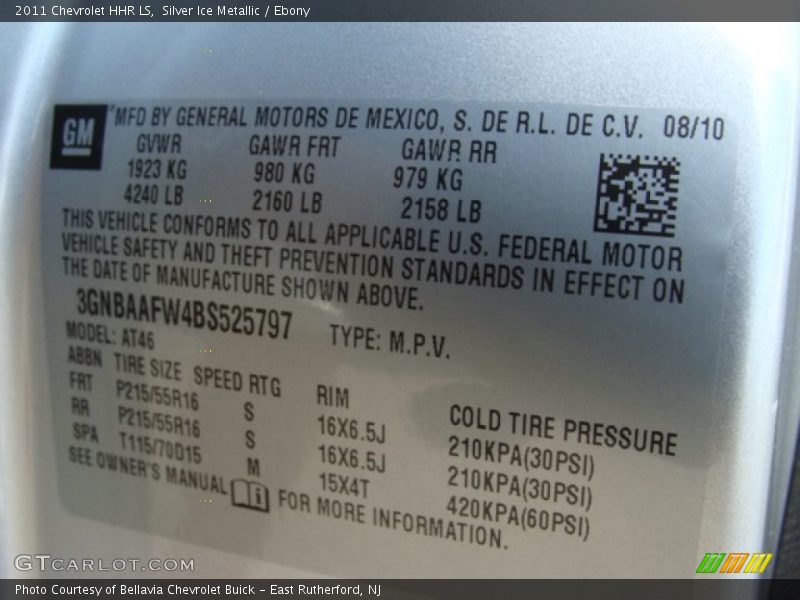 2011 Chevrolet HHR LS, Silver Ice Metallic / Ebony
GM
MFD BY GENERAL MOTORS DE MEXICO, S. DE R.L. DE C.V. 08/10
GVWR GAWR FRT GAWR RR
1923 KG 980 KG 979 KG
4240 LB 2160 LB 2158 LB
THIS VEHICLE CONFORMS TO ALL APPLICABLE U.S. FEDERAL MOTOR
VEHICLE SAFETY AND THEFT PREVENTION STANDARDS IN EFFECT ON
THE DATE OF MANUFACTURE SHOWN ABOVE.
3GNBAAFW4BS525797 TYPE: M.P.V.
MODEL: AT46
ABBN TIRE SIZE SPEED RTG RIM COLD TIRE PRESSURE
FRT P215/55R16 S 16X6.5J 210KPA(30PSI)
RR P215/55R16 S 16X6.5J 210KPA(30PSI)
SPA T115/70D15 M 15X4T 420KPA(60PSI)
SEE OWNER'S MANUAL FOR MORE INFORMATION.
GTCARLOT.COM
Photo Courtesy of Bellavia Chevrolet Buick – East Rutherford, NJ